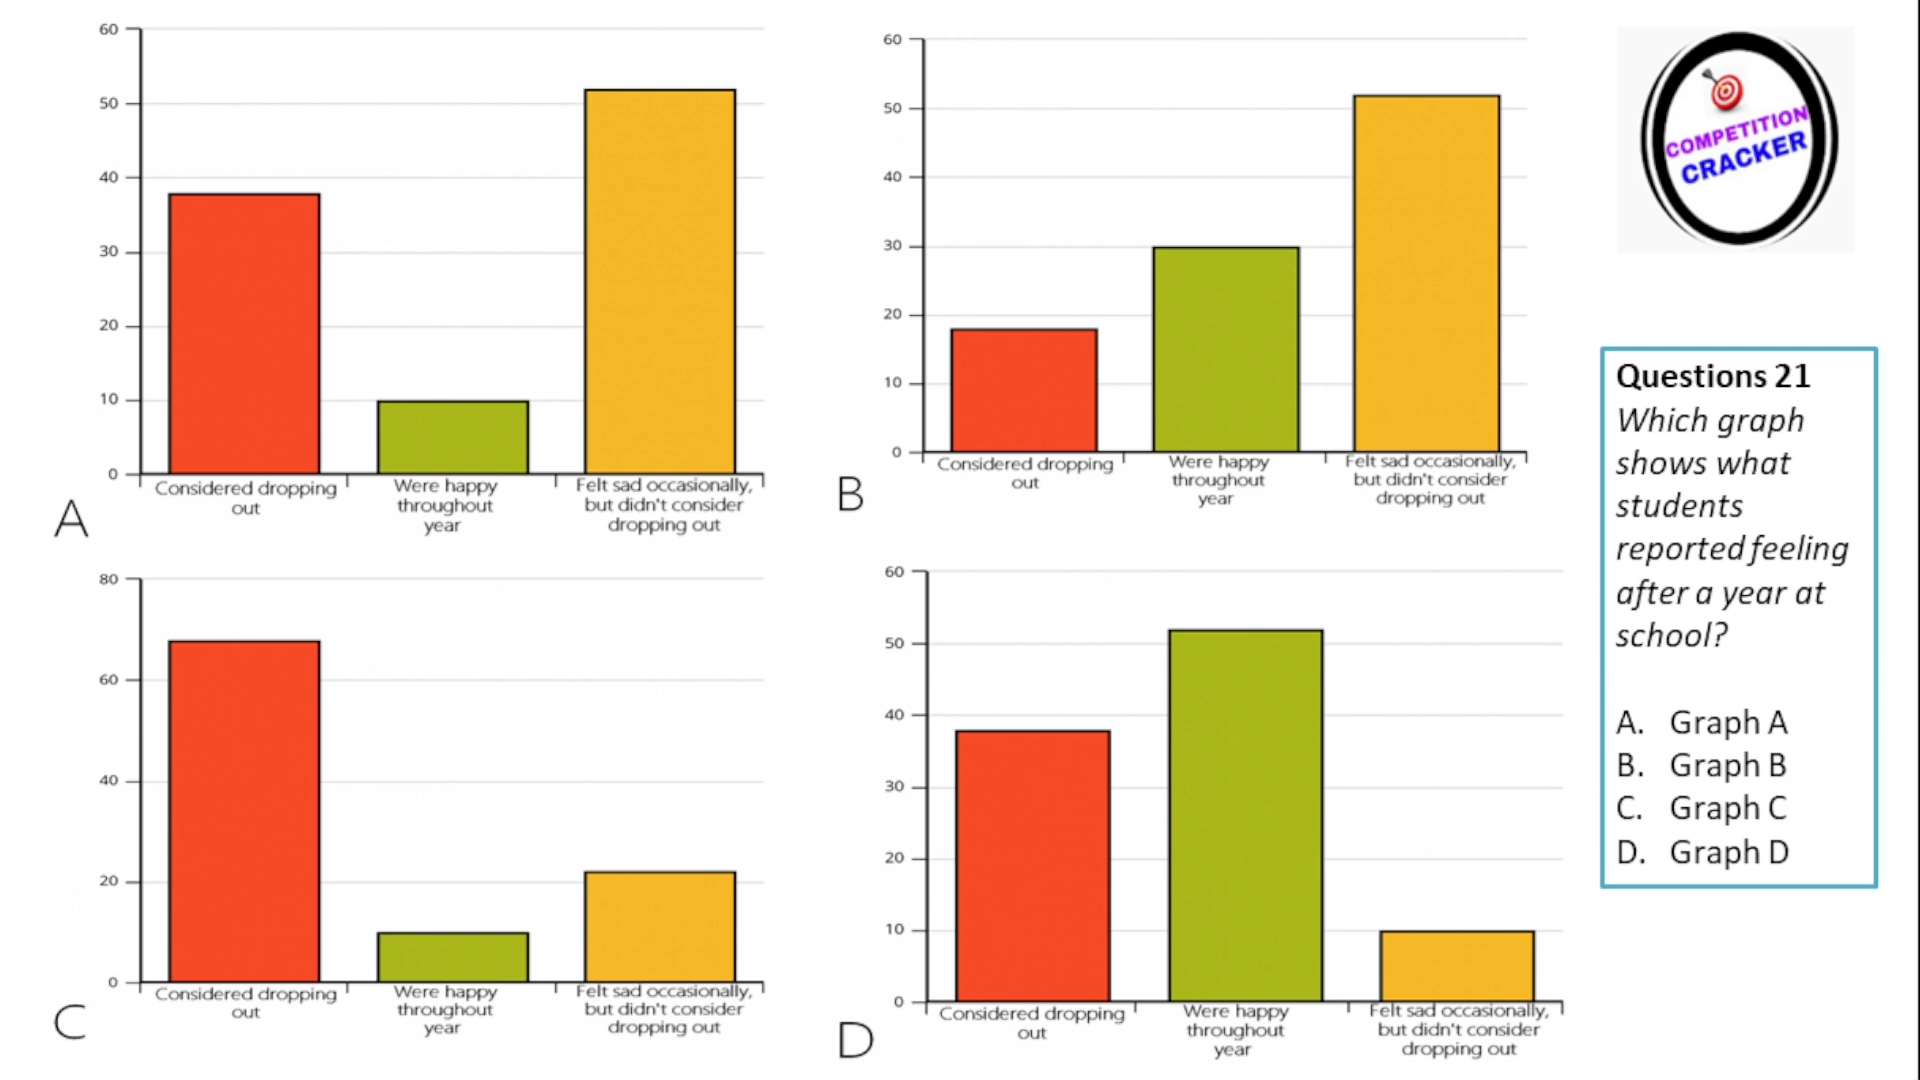 60
50
40
30
20
10
0
Considered dropping
out
Were happy
throughout
year
Felt sad occasionally,
but didn't consider
dropping out
A
60
50
40
30
20
10
0
Considered dropping
out
Were happy
throughout
year
Felt sad occasionally,
but didn't consider
dropping out
B
80
60
40
20
0
Considered dropping
out
Were happy
throughout
year
Felt sad occasionally,
but didn't consider
dropping out
C
60
50
40
30
20
10
0
Considered dropping
out
Were happy
throughout
year
Felt sad occasionally,
but didn't consider
dropping out
D
COMPETITION
CRACKER
Questions 21
Which graph
shows what
students
reported feeling
after a year at
school?
A. Graph A
B. Graph B
C. Graph C
D. Graph D